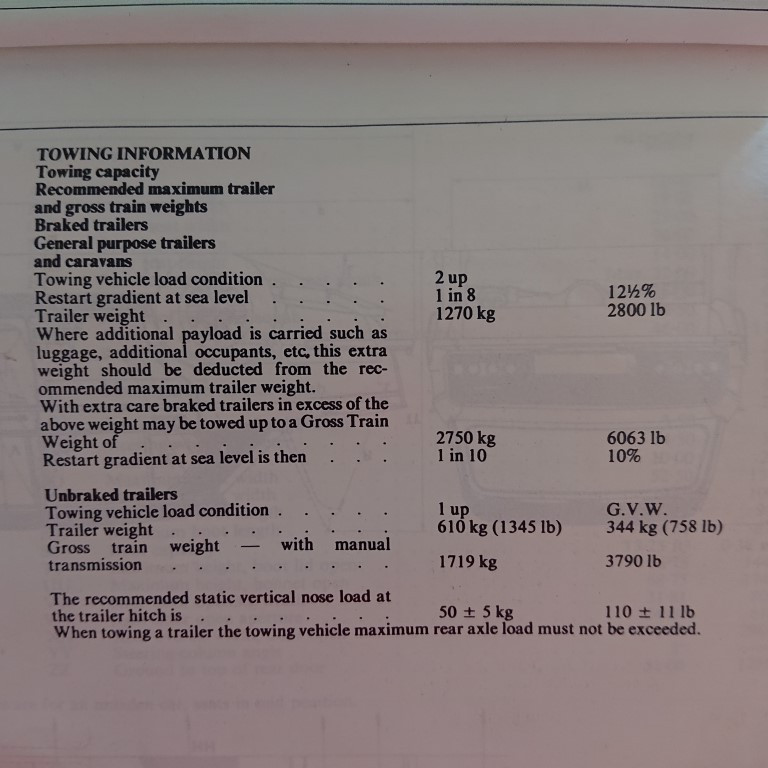 TOWING INFORMATION
Towing capacity
Recommended maximum trailer
and gross train weights
Braked trailers
General purpose trailers
and caravans
Towing vehicle load condition . . . . . 2 up
Restart gradient at sea level . . . . . 1 in 8 12½%
Trailer weight . . . . . . . . . 1270 kg 2800 lb
Where additional payload is carried such as
luggage, additional occupants, etc, this extra
weight should be deducted from the rec-
ommended maximum trailer weight.
With extra care braked trailers in excess of the
above weight may be towed up to a Gross Train
Weight of . . . . . . . . . . 2750 kg 6063 lb
Restart gradient at sea level is then . . . 1 in 10 10%
Unbraked trailers
Towing vehicle load condition . . . . . 1 up G.V.W.
Trailer weight . . . . . . . . . 610 kg (1345 lb) 344 kg (758 lb)
Gross train weight — with manual
transmission . . . . . . . . . 1719 kg 3790 lb
The recommended static vertical nose load at
the trailer hitch is . . . . . . . . 50 ± 5 kg 110 ± 11 lb
When towing a trailer the towing vehicle maximum rear axle load must not be exceeded.